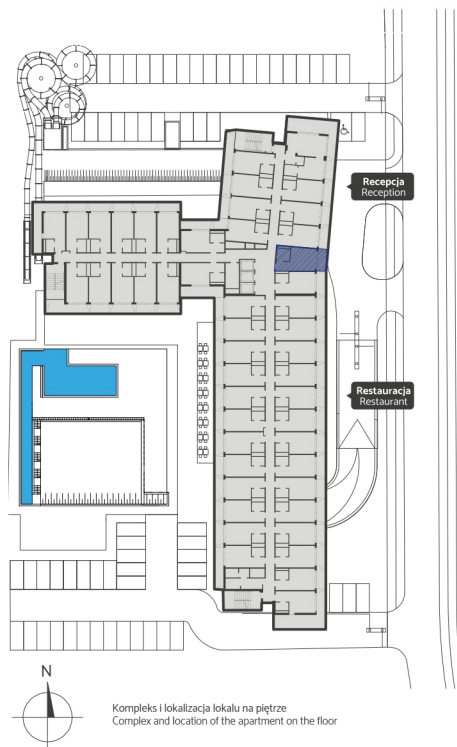 Recepcja
Reception
Restauracja
Restaurant
N
Kompleks i lokalizacja lokalu na piętrze
Complex and location of the apartment on the floor